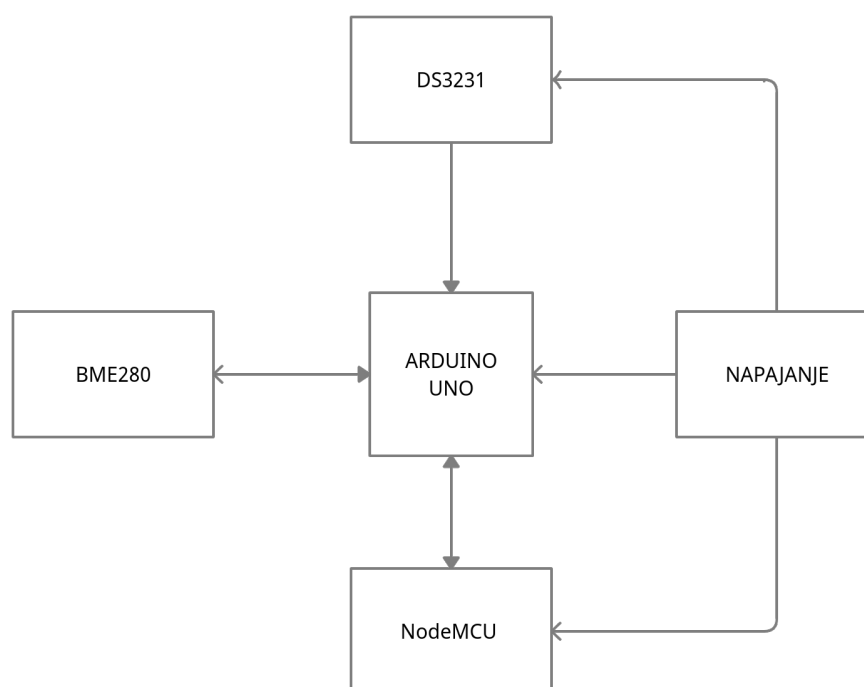 DS3231
BME280
ARDUINO
UNO
NAPAJANJE
NodeMCU